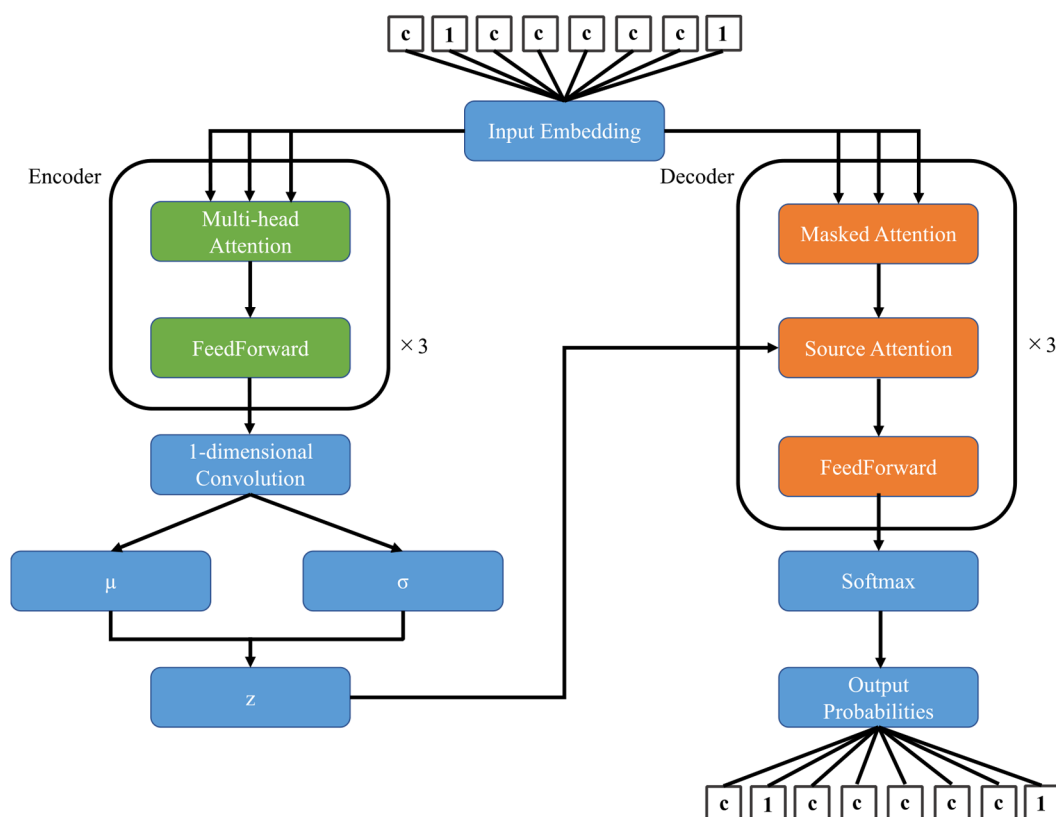 c 1 c c c c c 1
Input Embedding
Encoder
Decoder
Multi-head
Attention
Masked Attention
FeedForward
× 3
Source Attention
× 3
1-dimensional
Convolution
FeedForward
μ
σ
Softmax
z
Output
Probabilities
c 1 c c c c c 1